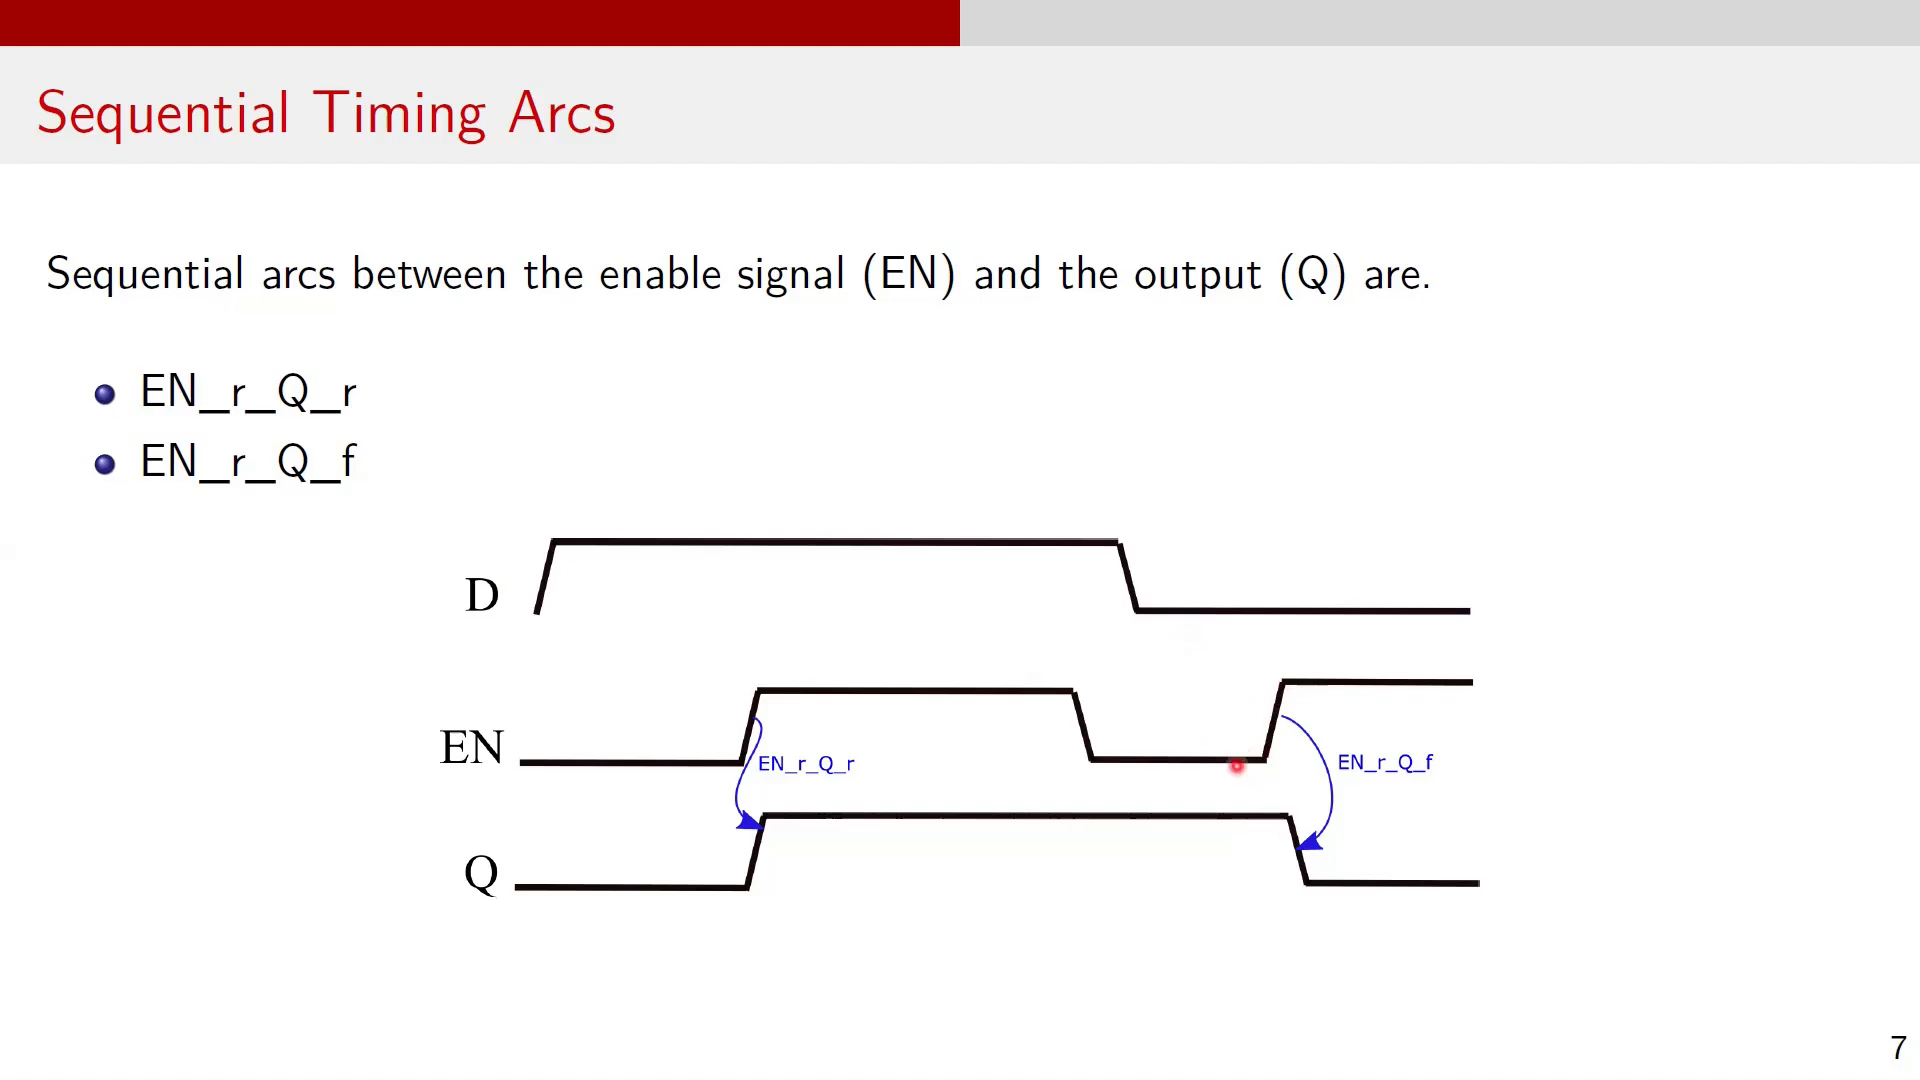 Sequential Timing Arcs
Sequential arcs between the enable signal (EN) and the output (Q) are.
EN_r_Q_r
EN_r_Q_f
D
EN
EN_r_Q_r
EN_r_Q_f
Q
7